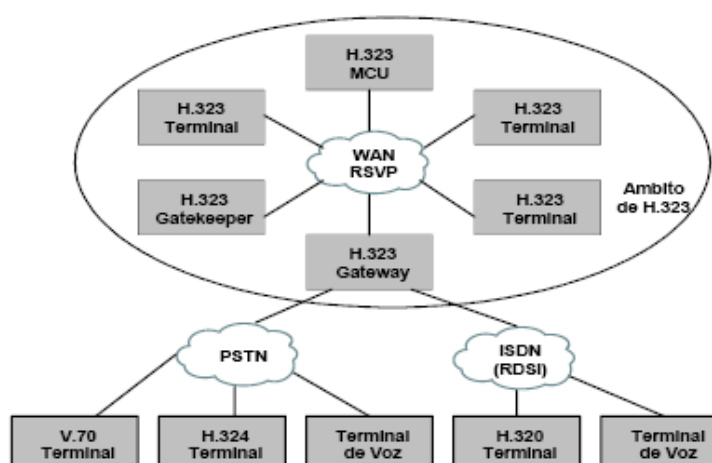 H.323
MCU
H.323
Terminal
H.323
Terminal
WAN
RSVP
H.323
Gatekeeper
H.323
Terminal
Ambito
de H.323
H.323
Gateway
PSTN
ISDN
(RDSI)
V.70
Terminal
H.324
Terminal
Terminal
de Voz
H.320
Terminal
Terminal
de Voz